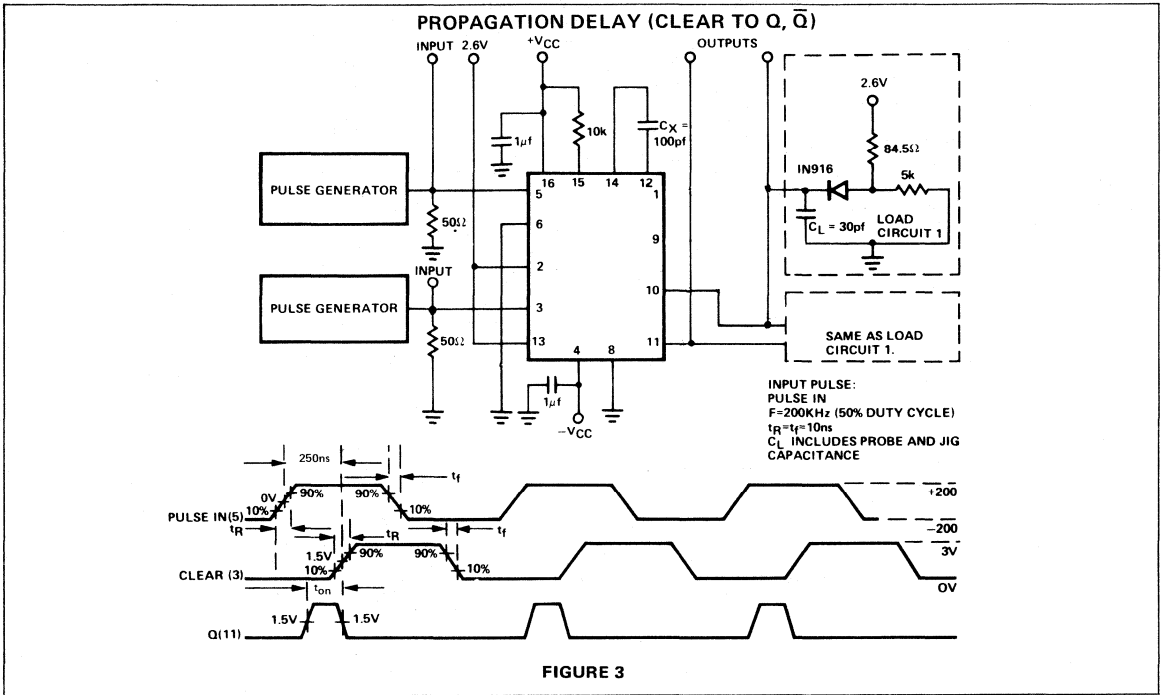 PROPAGATION DELAY (CLEAR TO Q, Q̅)
INPUT 2.6V +VCC OUTPUTS
2.6V
1μf
10k
CX =
100pf
84.5Ω
IN916
5k
CL = 30pf
LOAD
CIRCUIT 1
PULSE GENERATOR
50Ω
INPUT
PULSE GENERATOR
50Ω
16 15 14 12
5 1
6
9
2
10
3
13 4 8 11
1μf
−VCC
SAME AS LOAD
CIRCUIT 1.
INPUT PULSE:
PULSE IN
F=200KHz (50% DUTY CYCLE)
tR=tf=10ns
CL INCLUDES PROBE AND JIG
CAPACITANCE
250ns
tf
0V 90% 90% +200
10% 10%
PULSE IN(5)
tR tR tf −200
1.5V 90% 90% 3V
10% 10%
CLEAR (3) 0V
ton
1.5V 1.5V
Q(11)
FIGURE 3